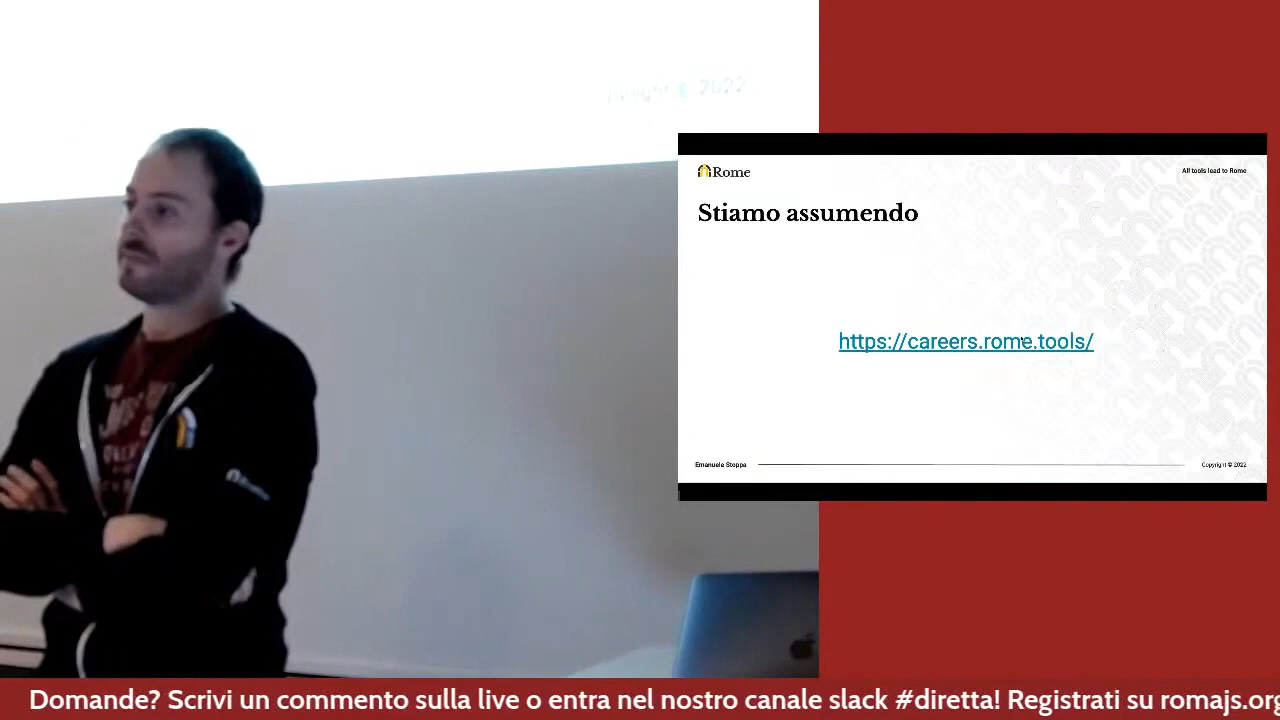 2022
Rome
All tools lead to Rome
Stiamo assumendo
https://careers.rome.tools/
Emanuele Stoppa
Copyright © 2022
Domande? Scrivi un commento sulla live o entra nel nostro canale slack #diretta! Registrati su romajs.org